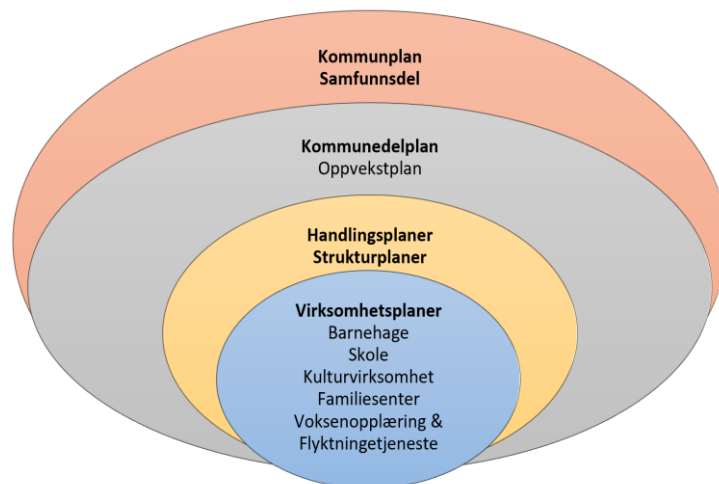 Kommunplan
Samfunnsdel
Kommunedelplan
Oppvekstplan
Handlingsplaner
Strukturplaner
Virksomhetsplaner
Barnehage
Skole
Kulturvirksomhet
Familiesenter
Voksenopplæring &
Flyktningetjeneste